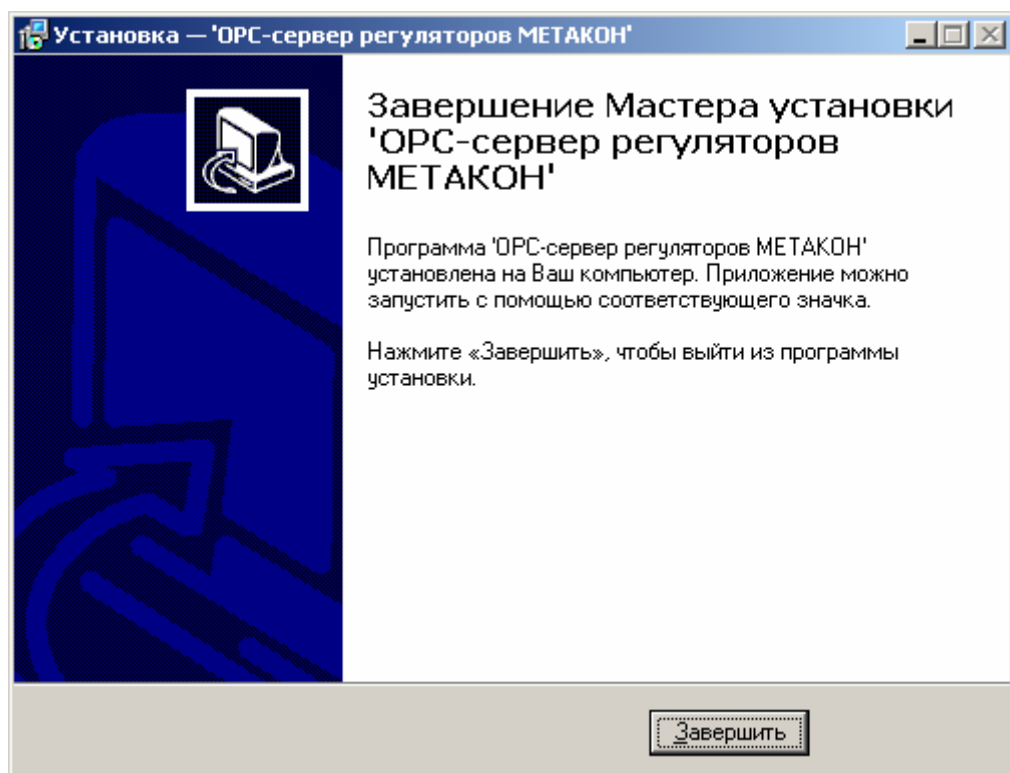 Установка — 'OPC-сервер регуляторов МЕТАКОН'
Завершение Мастера установки
'OPC-сервер регуляторов
МЕТАКОН'
Программа 'OPC-сервер регуляторов МЕТАКОН'
установлена на Ваш компьютер. Приложение можно
запустить с помощью соответствующего значка.
Нажмите «Завершить», чтобы выйти из программы
установки.
Завершить